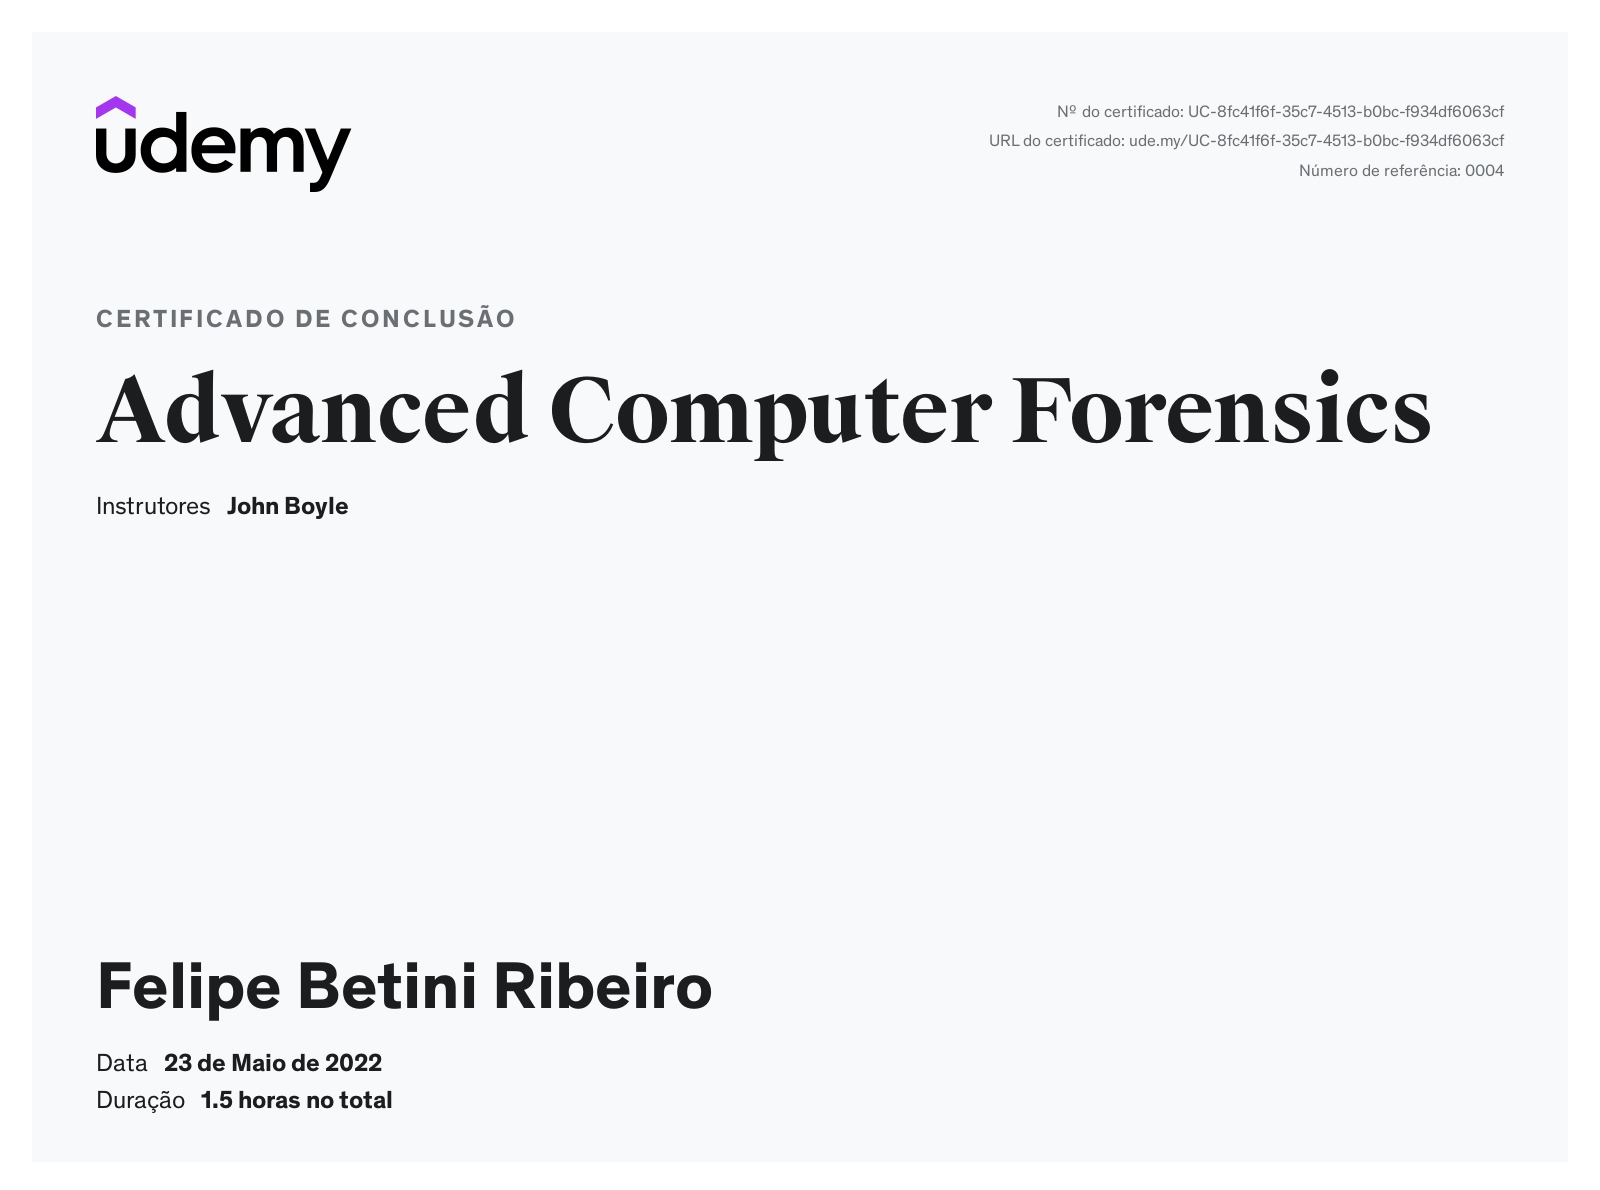 udemy
Nº do certificado: UC-8fc41f6f-35c7-4513-b0bc-f934df6063cf
URL do certificado: ude.my/UC-8fc41f6f-35c7-4513-b0bc-f934df6063cf
Número de referência: 0004
CERTIFICADO DE CONCLUSÃO
Advanced Computer Forensics
Instrutores John Boyle
Felipe Betini Ribeiro
Data 23 de Maio de 2022
Duração 1.5 horas no total